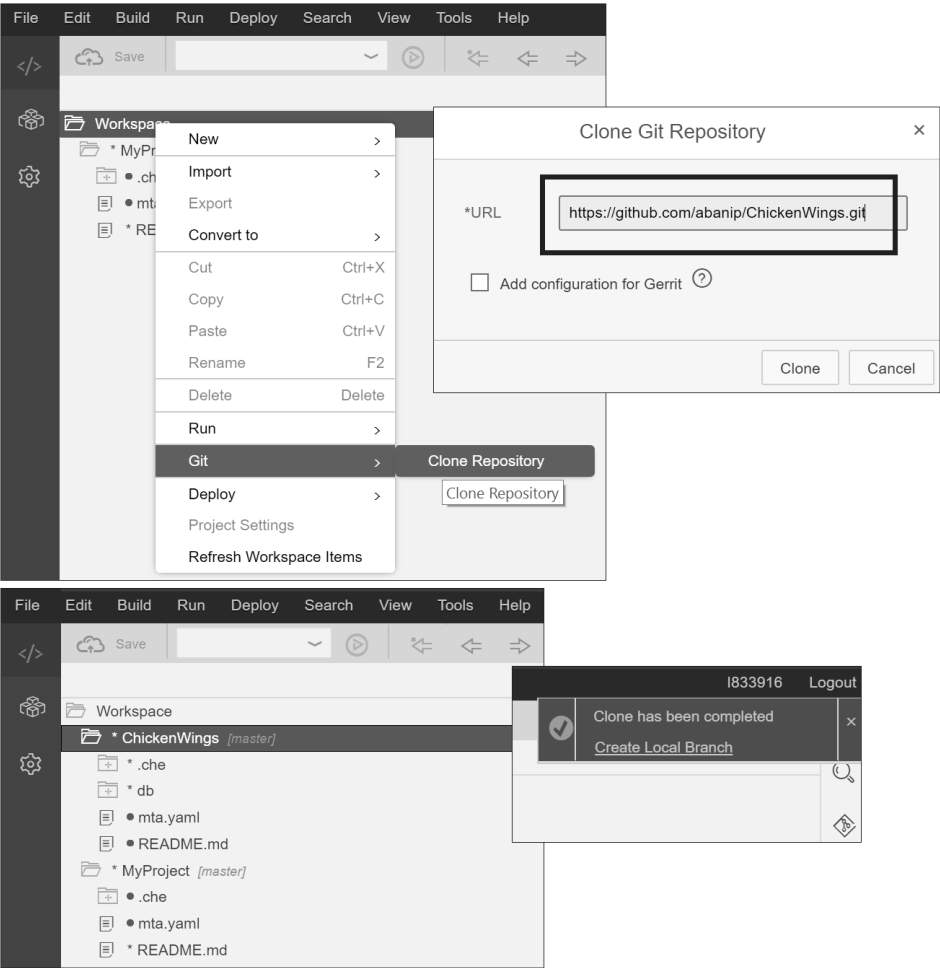 File Edit Build Run Deploy Search View Tools Help
</>
Save
Workspace
* MyPr
.ch
mta
* RE
New
Import
Export
Convert to
Cut Ctrl+X
Copy Ctrl+C
Paste Ctrl+V
Rename F2
Delete Delete
Run
Git
Clone Repository
Clone Repository
Deploy
Project Settings
Refresh Workspace Items
Clone Git Repository
*URL https://github.com/abanip/ChickenWings.git
Add configuration for Gerrit ?
Clone Cancel
File Edit Build Run Deploy Search View Tools Help
</>
Save
Workspace
* ChickenWings [master]
* .che
* db
mta.yaml
README.md
* MyProject [master]
.che
mta.yaml
* README.md
I833916 Logout
Clone has been completed
Create Local Branch